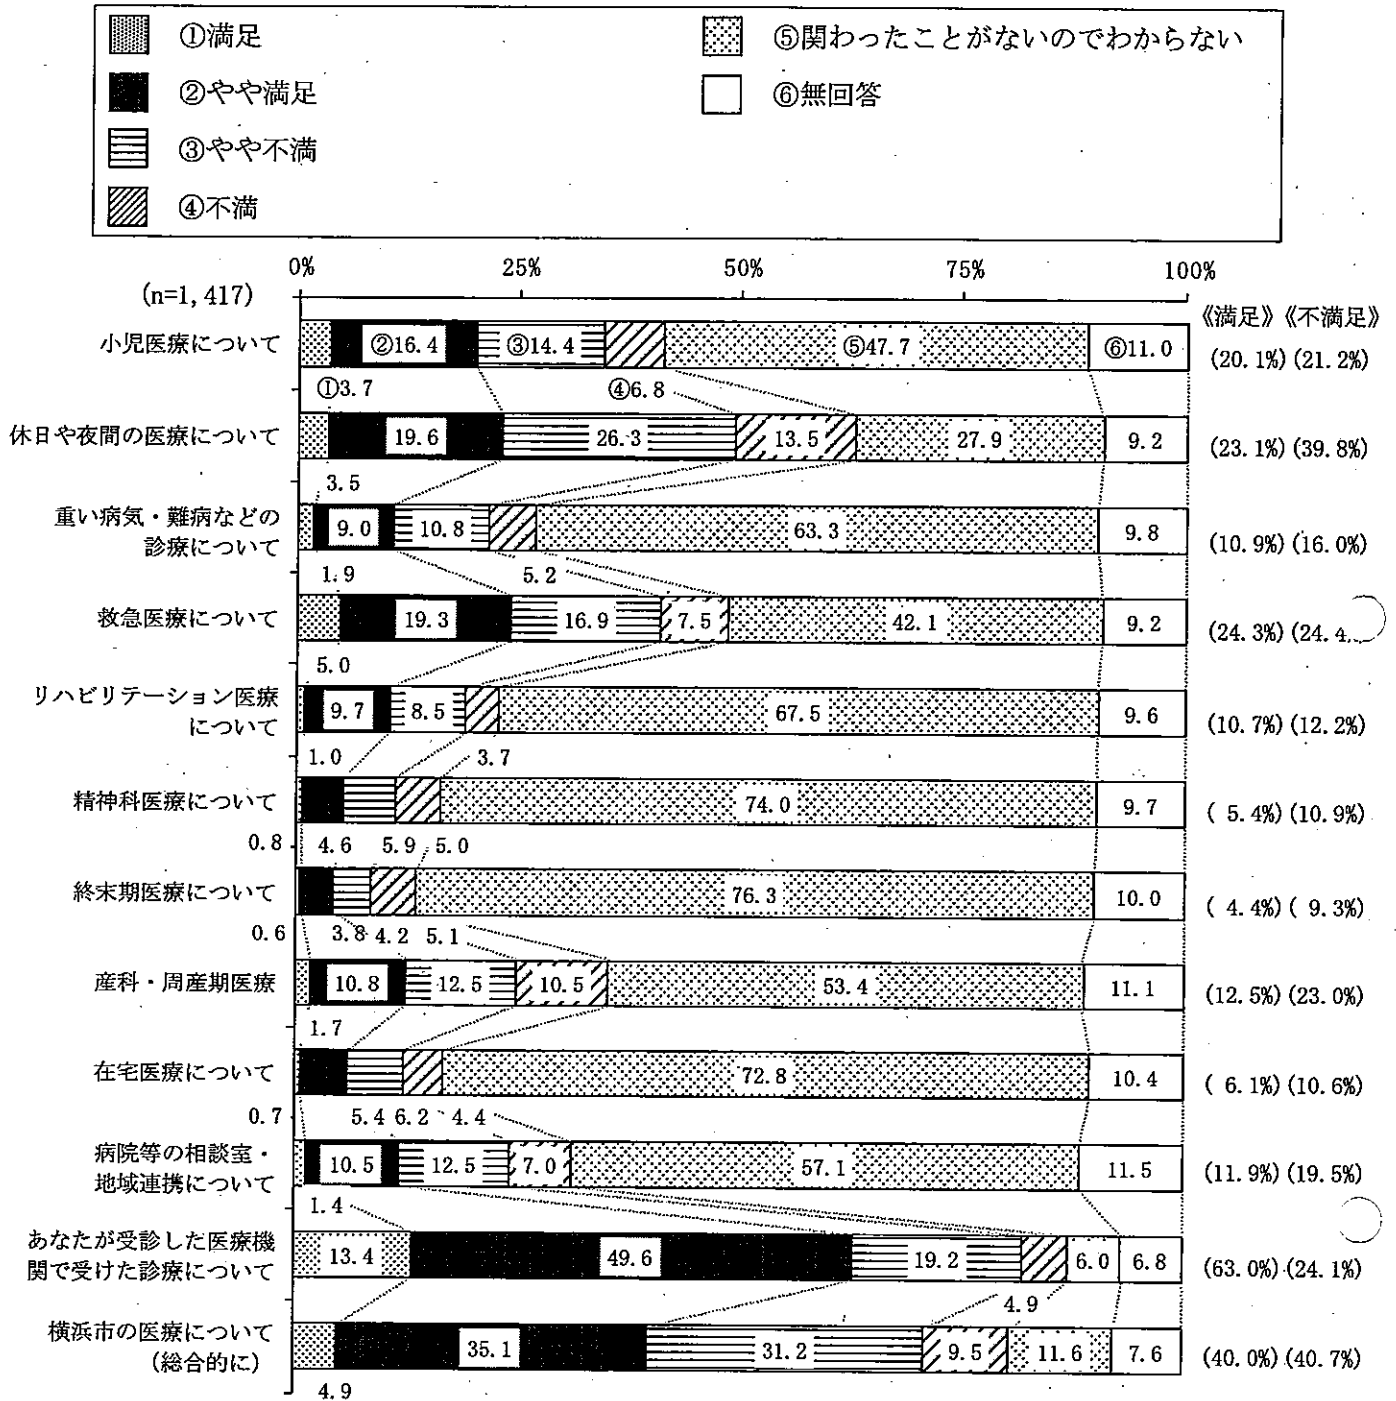 ①満足
②やや満足
③やや不満
④不満
⑤関わったことがないのでわからない
⑥無回答
0% 25% 50% 75% 100%
(n=1,417)
《満足》《不満足》
小児医療について ②16.4 ③14.4 ⑤47.7 ⑥11.0 (20.1%) (21.2%)
①3.7 ④6.8
休日や夜間の医療について 19.6 26.3 13.5 27.9 9.2 (23.1%) (39.8%)
3.5
重い病気・難病などの
診療について 9.0 10.8 63.3 9.8 (10.9%) (16.0%)
1.9 5.2
救急医療について 19.3 16.9 7.5 42.1 9.2 (24.3%) (24.4
5.0
リハビリテーション医療
について 9.7 8.5 67.5 9.6 (10.7%) (12.2%)
1.0 3.7
精神科医療について 74.0 9.7 ( 5.4%) (10.9%)
0.8 4.6 5.9 5.0
終末期医療について 76.3 10.0 ( 4.4%) ( 9.3%)
0.6 3.8 4.2 5.1
産科・周産期医療 10.8 12.5 10.5 53.4 11.1 (12.5%) (23.0%)
1.7
在宅医療について 72.8 10.4 ( 6.1%) (10.6%)
0.7 5.4 6.2 4.4
病院等の相談室・
地域連携について 10.5 12.5 7.0 57.1 11.5 (11.9%) (19.5%)
1.4
あなたが受診した医療機
関で受けた診療について 13.4 49.6 19.2 6.0 6.8 (63.0%) (24.1%)
4.9
横浜市の医療について
(総合的に) 35.1 31.2 9.5 11.6 7.6 (40.0%) (40.7%)
4.9